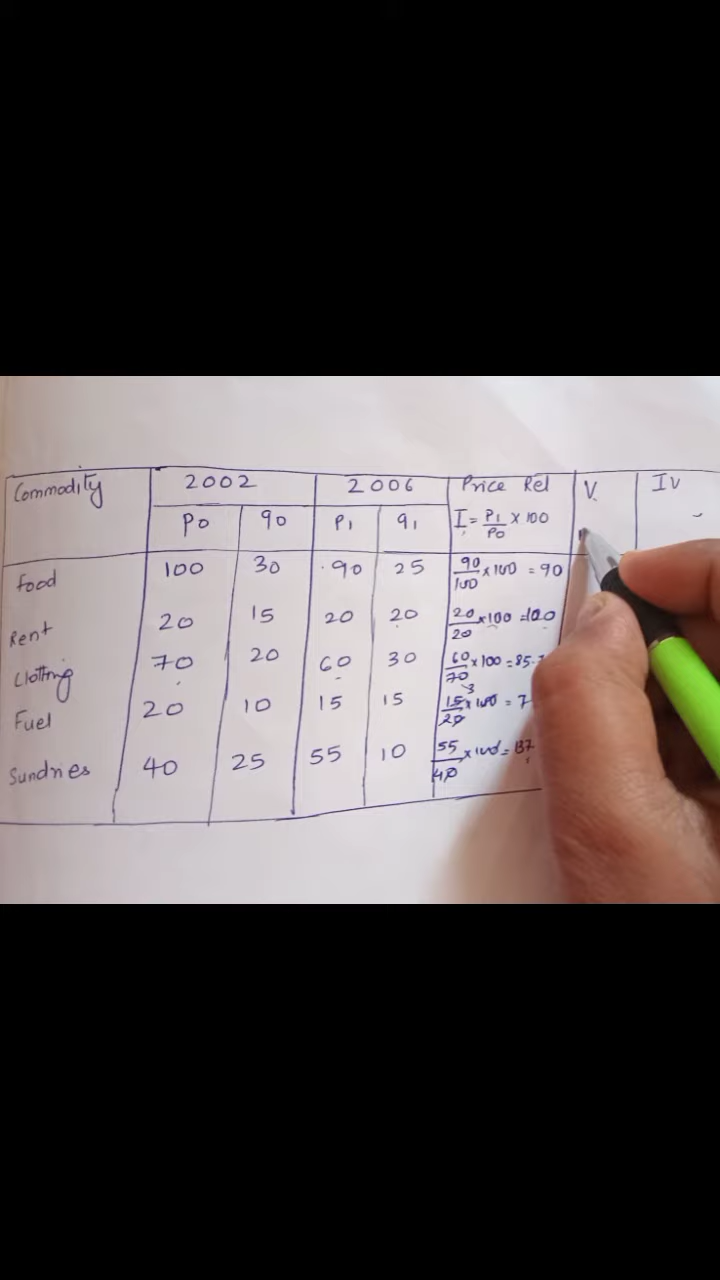 Commodity 2002 2006 Price Rel V. IV
P0 q0 P1 q1 I = P1/P0 × 100
Food 100 30 90 25 90/100 × 100 = 90
Rent 20 15 20 20 20/20 × 100 = 100
Clothing 70 20 60 30 60/70 × 100 = 85.
Fuel 20 10 15 15 15/20 × 100 = 7
Sundries 40 25 55 10 55/40 × 100 = 137